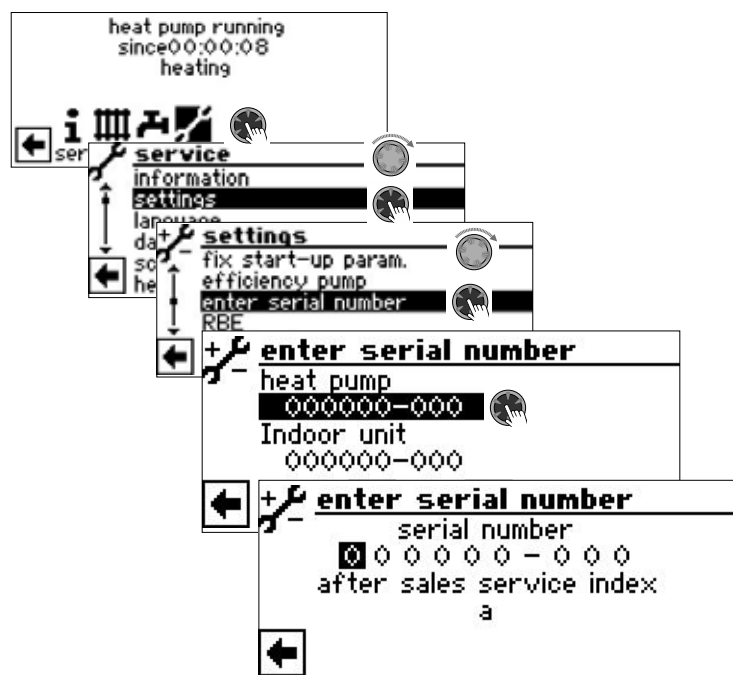 heat pump running
since00:00:08
heating
ser
service
information
settings
language
da
sc
he
settings
fix start-up param.
efficiency pump
enter serial number
RBE
enter serial number
heat pump
000000-000
Indoor unit
000000-000
enter serial number
serial number
0 0 0 0 0 0 - 0 0 0
after sales service index
a